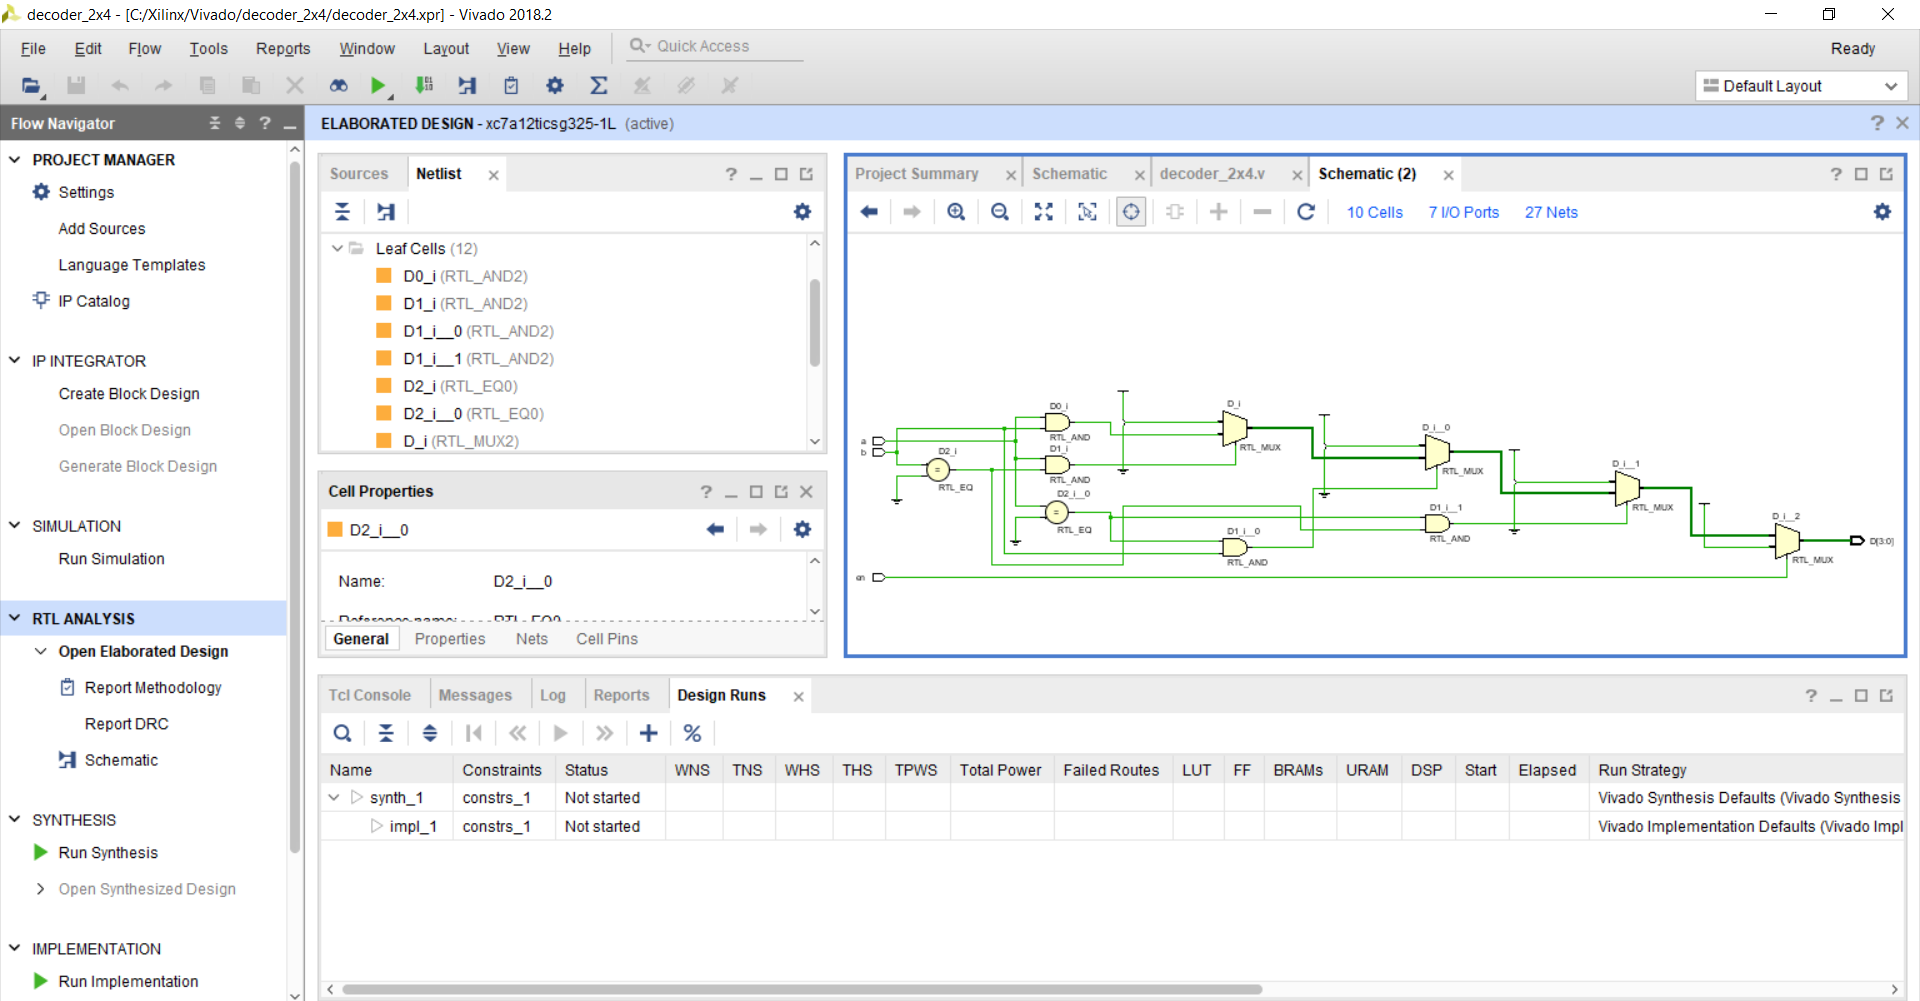 decoder_2x4 - [C:/Xilinx/Vivado/decoder_2x4/decoder_2x4.xpr] - Vivado 2018.2
File Edit Flow Tools Reports Window Layout View Help Quick Access Ready
Default Layout
Flow Navigator
ELABORATED DESIGN - xc7a12ticsg325-1L (active)
PROJECT MANAGER
Settings
Add Sources
Language Templates
IP Catalog
IP INTEGRATOR
Create Block Design
Open Block Design
Generate Block Design
SIMULATION
Run Simulation
RTL ANALYSIS
Open Elaborated Design
Report Methodology
Report DRC
Schematic
SYNTHESIS
Run Synthesis
Open Synthesized Design
IMPLEMENTATION
Run Implementation
Sources Netlist
Leaf Cells (12)
D0_i (RTL_AND2)
D1_i (RTL_AND2)
D1_i__0 (RTL_AND2)
D1_i__1 (RTL_AND2)
D2_i (RTL_EQ0)
D2_i__0 (RTL_EQ0)
D_i (RTL_MUX2)
Cell Properties
D2_i__0
Name: D2_i__0
Reference name: RTL_EQ0
General Properties Nets Cell Pins
Project Summary Schematic decoder_2x4.v Schematic (2)
10 Cells 7 I/O Ports 27 Nets
a
b
en
D2_i
RTL_EQ
D0_i
RTL_AND
D1_i
RTL_AND
D2_i__0
RTL_EQ
D_i
RTL_MUX
D1_i__0
RTL_AND
D_i__0
RTL_MUX
D1_i__1
RTL_AND
D_i__1
RTL_MUX
D_i__2
RTL_MUX
D[3:0]
Tcl Console Messages Log Reports Design Runs
Name Constraints Status WNS TNS WHS THS TPWS Total Power Failed Routes LUT FF BRAMs URAM DSP Start Elapsed Run Strategy
synth_1 constrs_1 Not started Vivado Synthesis Defaults (Vivado Synthesis
impl_1 constrs_1 Not started Vivado Implementation Defaults (Vivado Impl